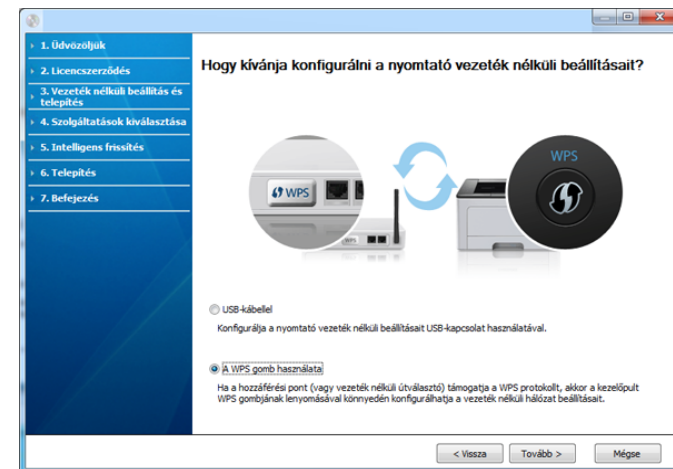 1. Üdvözöljük
2. Licencszerződés
3. Vezeték nélküli beállítás és
telepítés
4. Szolgáltatások kiválasztása
5. Intelligens frissítés
6. Telepítés
7. Befejezés
Hogy kívánja konfigurálni a nyomtató vezeték nélküli beállításait?
WPS
WPS
WPS
USB-kábellel
Konfigurálja a nyomtató vezeték nélküli beállításait USB-kapcsolat használatával.
A WPS gomb használata
Ha a hozzáférési pont (vagy vezeték nélküli útválasztó) támogatja a WPS protokollt, akkor a kezelőpult
WPS gombjának lenyomásával könnyedén konfigurálhatja a vezeték nélküli hálózat beállításait.
< Vissza
Tovább >
Mégse